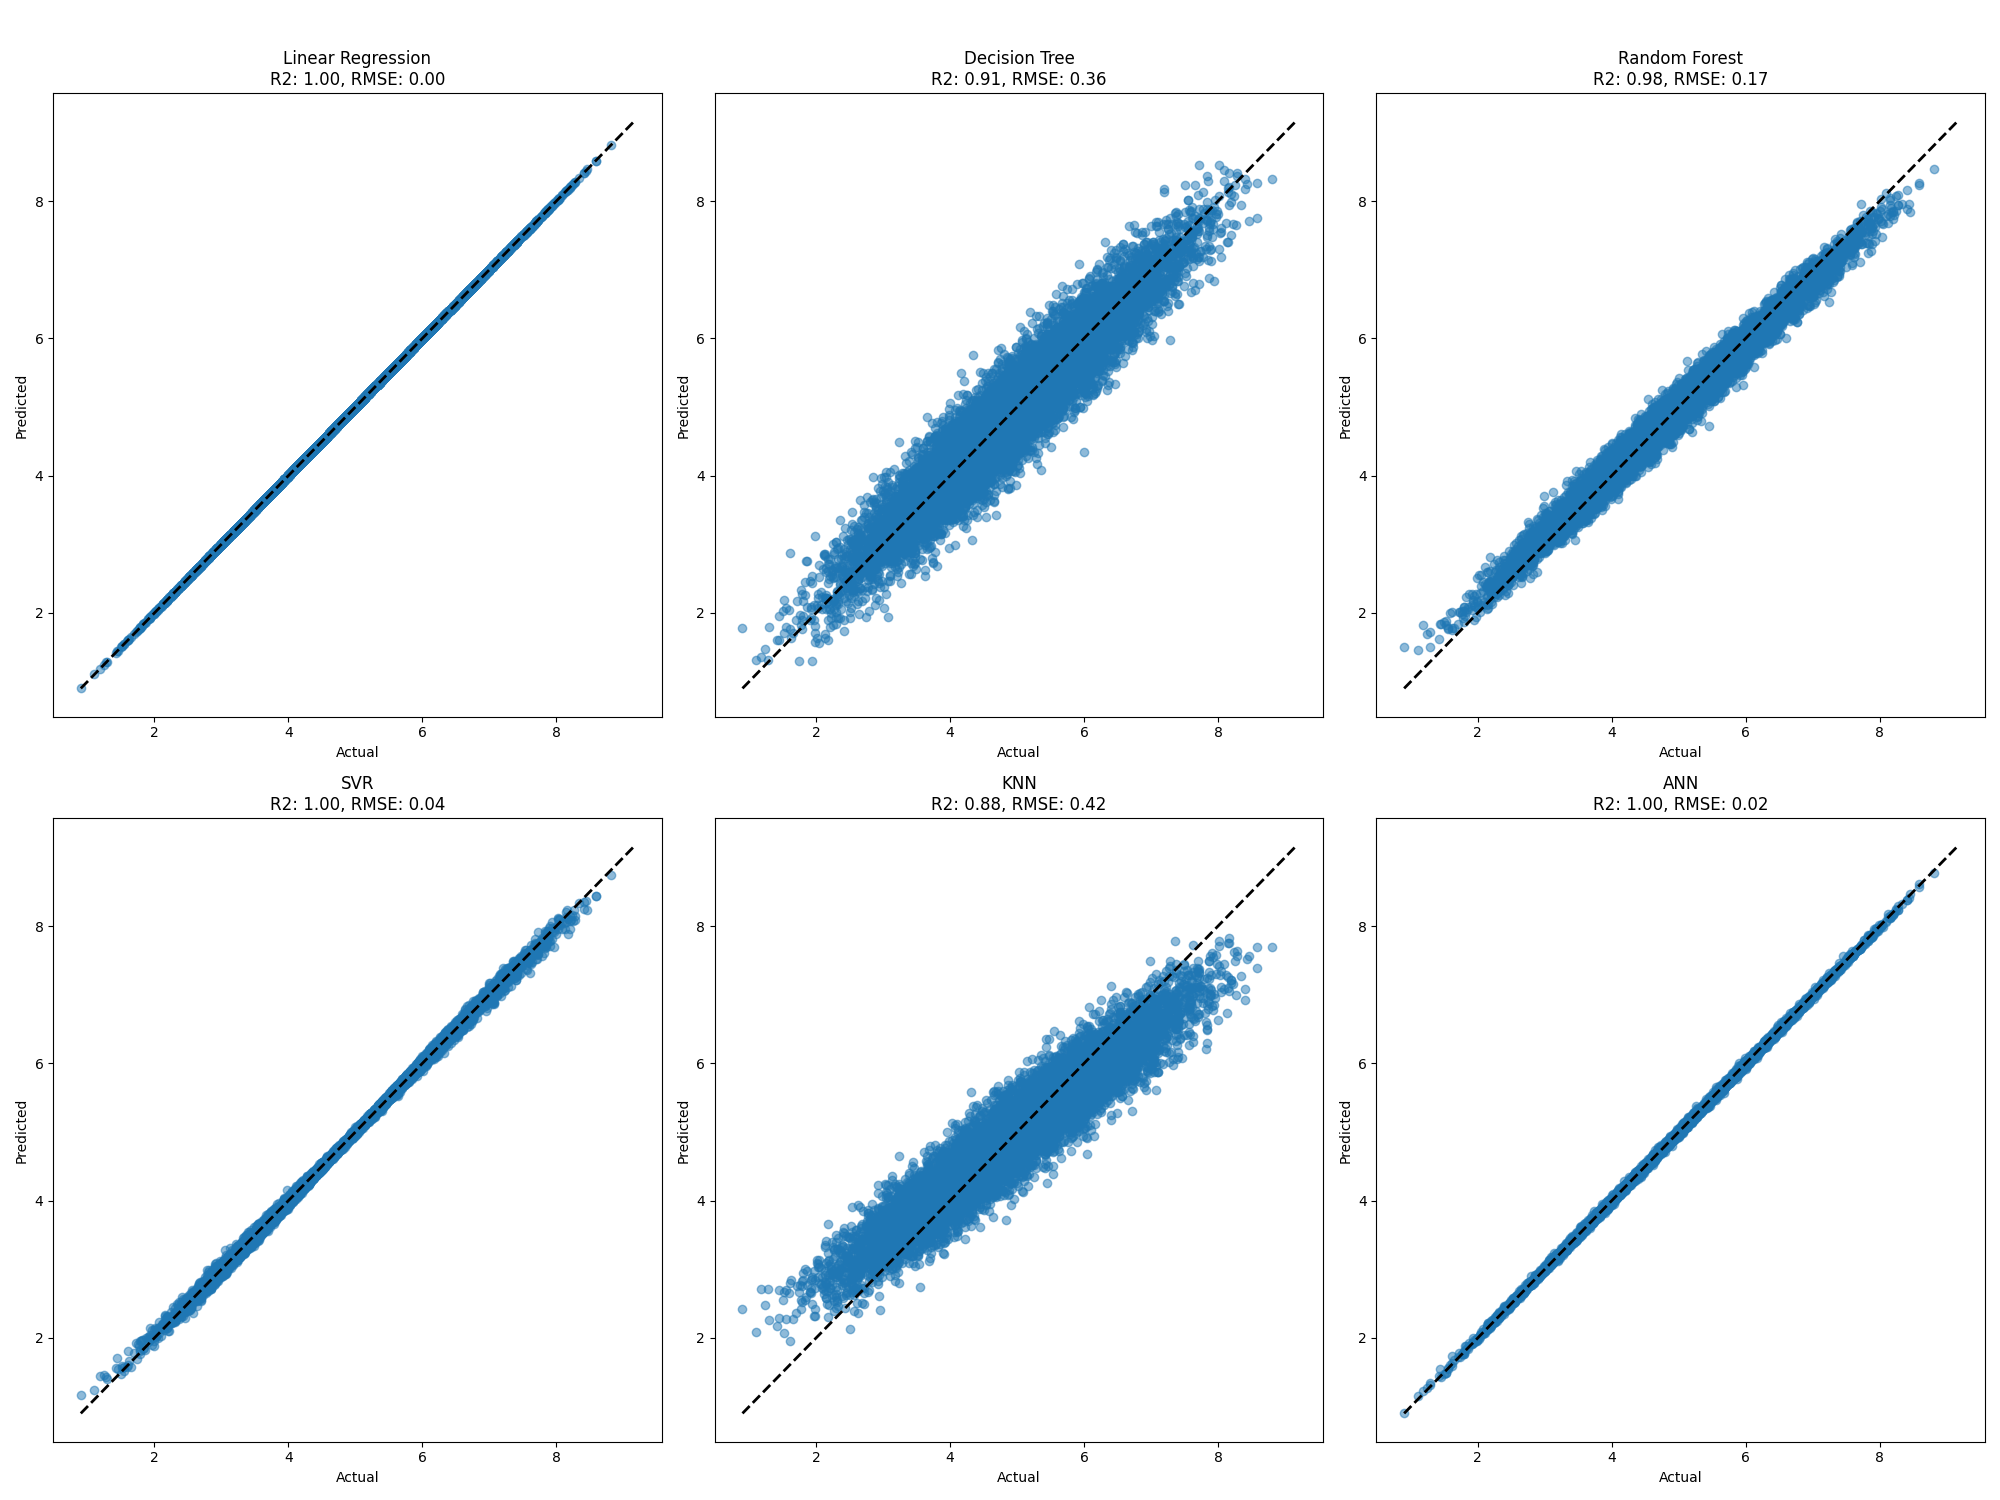 Linear Regression
R2: 1.00, RMSE: 0.00
Predicted
8
6
4
2
2 4 6 8
Actual
Decision Tree
R2: 0.91, RMSE: 0.36
Predicted
8
6
4
2
2 4 6 8
Actual
Random Forest
R2: 0.98, RMSE: 0.17
Predicted
8
6
4
2
2 4 6 8
Actual
SVR
R2: 1.00, RMSE: 0.04
Predicted
8
6
4
2
2 4 6 8
Actual
KNN
R2: 0.88, RMSE: 0.42
Predicted
8
6
4
2
2 4 6 8
Actual
ANN
R2: 1.00, RMSE: 0.02
Predicted
8
6
4
2
2 4 6 8
Actual